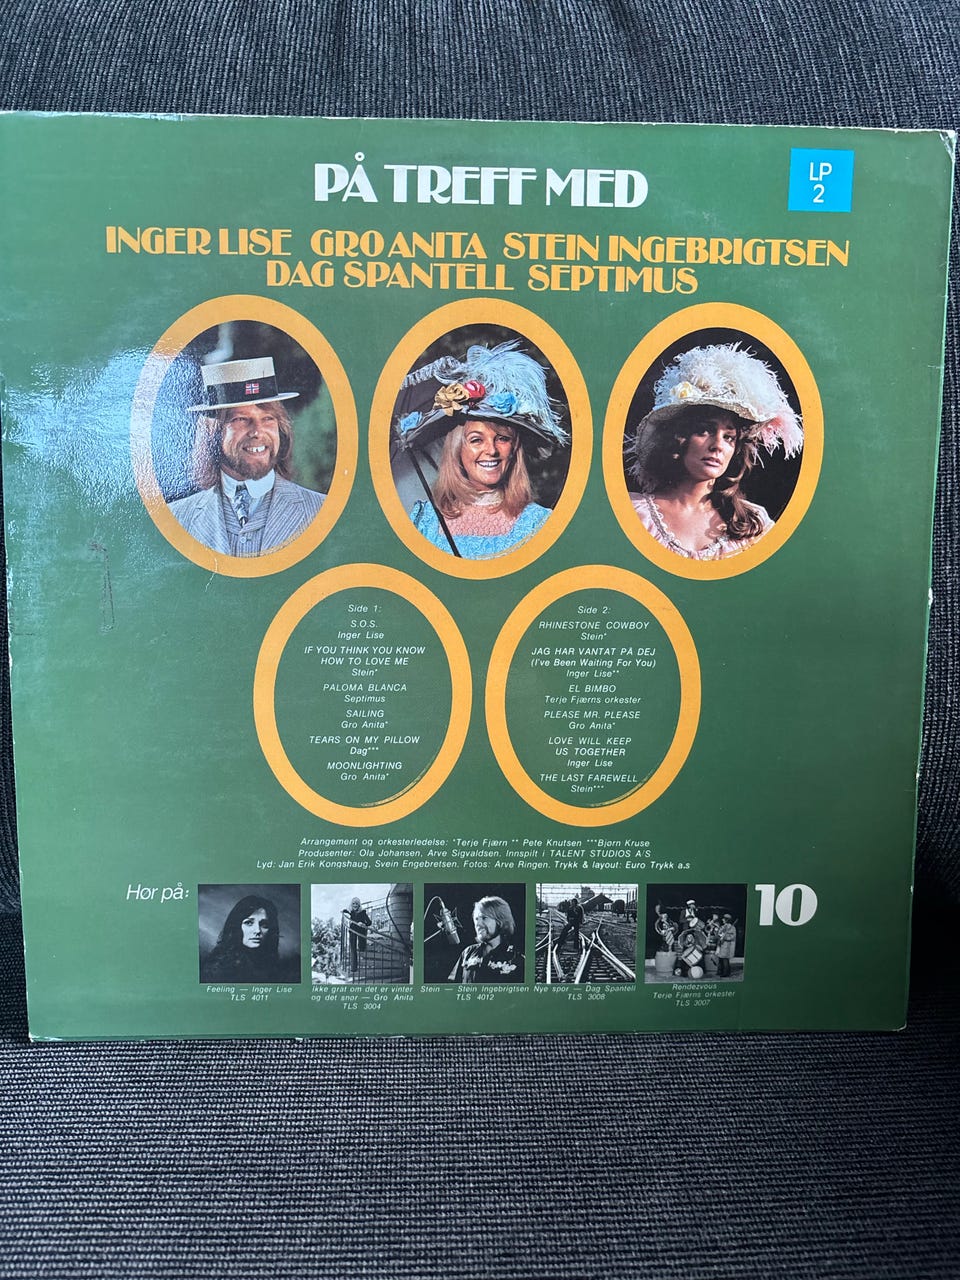 PÅ TREFF MED
LP
2
INGER LISE GRO ANITA STEIN INGEBRIGTSEN
DAG SPANTELL SEPTIMUS
Side 1:
S.O.S.
Inger Lise
IF YOU THINK YOU KNOW
HOW TO LOVE ME
Stein*
PALOMA BLANCA
Septimus
SAILING
Gro Anita*
TEARS ON MY PILLOW
Dag***
MOONLIGHTING
Gro Anita*
Side 2:
RHINESTONE COWBOY
Stein*
JAG HAR VANTAT PÅ DEJ
(I've Been Waiting For You)
Inger Lise**
EL BIMBO
Terje Fjærns orkester
PLEASE MR. PLEASE
Gro Anita*
LOVE WILL KEEP
US TOGETHER
Inger Lise
THE LAST FAREWELL
Stein***
Arrangement og orkesterledelse: *Terje Fjærn ** Pete Knutsen ***Bjørn Kruse
Produsenter: Ola Johansen, Arve Sigvaldsen. Innspilt i TALENT STUDIOS A/S
Lyd: Jan Erik Kongshaug, Svein Engebretsen. Fotos: Arve Ringen. Trykk & layout: Euro Trykk a.s
Hør på:
10
Feeling — Inger Lise
TLS 4011
Ikke gråt om det er vinter
og det snør — Gro Anita
TLS 3004
Stein — Stein Ingebrigtsen
TLS 4012
Nye spor — Dag Spantell
TLS 3008
Rendezvous
Terje Fjærns orkester
TLS 3007